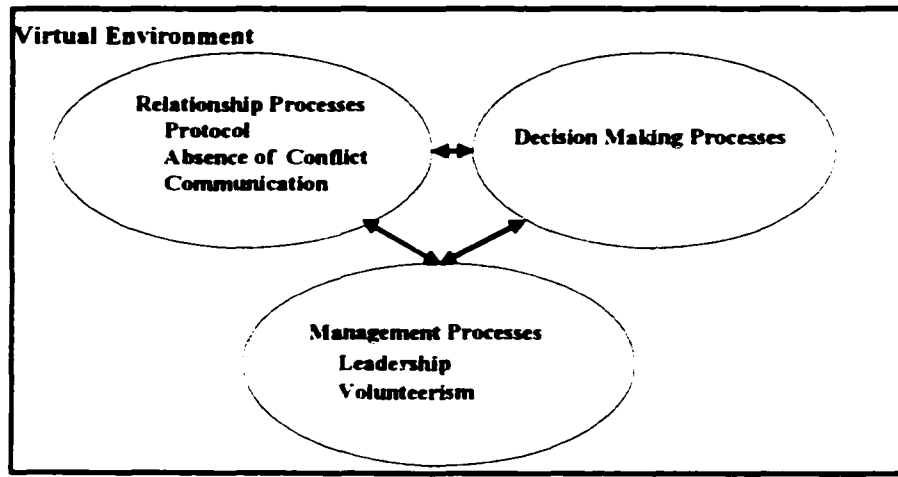 Virtual Environment
Relationship Processes
Protocol
Absence of Conflict
Communication
Decision Making Processes
Management Processes
Leadership
Volunteerism